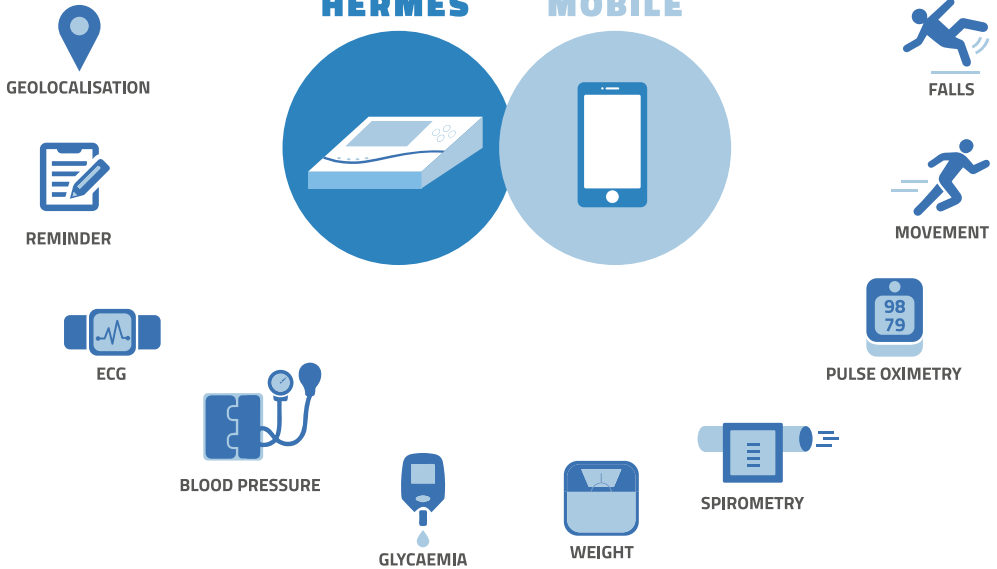 HERMES MOBILE
GEOLOCALISATION
FALLS
REMINDER
MOVEMENT
98
79
ECG
PULSE OXIMETRY
BLOOD PRESSURE
SPIROMETRY
GLYCAEMIA
WEIGHT